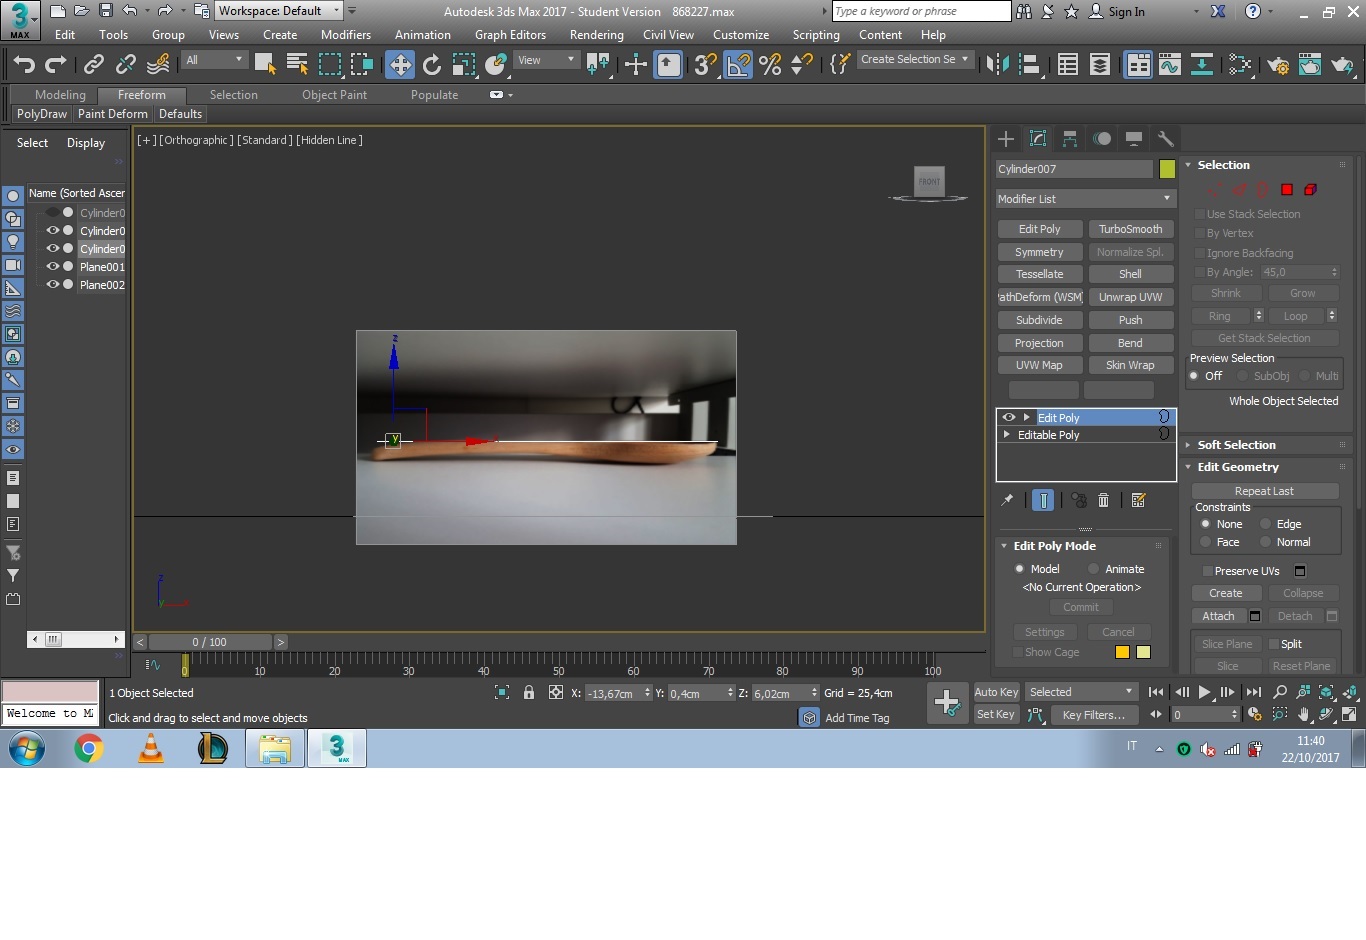 3 MAX Workspace: Default Autodesk 3ds Max 2017 - Student Version 868227.max Type a keyword or phrase Sign In
Edit Tools Group Views Create Modifiers Animation Graph Editors Rendering Civil View Customize Scripting Content Help
All View Create Selection Se
Modeling Freeform Selection Object Paint Populate
PolyDraw Paint Deform Defaults
Select Display
[+] [Orthographic] [Standard] [Hidden Line]
FRONT
Name (Sorted Ascer
Cylinder0
Cylinder0
Cylinder0
Plane001
Plane002
z
y
z
y
Cylinder007
Modifier List
Edit Poly TurboSmooth
Symmetry Normalize Spl.
Tessellate Shell
athDeform (WSM) Unwrap UVW
Subdivide Push
Projection Bend
UVW Map Skin Wrap
Edit Poly
Editable Poly
Edit Poly Mode
Model Animate
<No Current Operation>
Commit
Settings Cancel
Show Cage
Selection
Use Stack Selection
By Vertex
Ignore Backfacing
By Angle: 45,0
Shrink Grow
Ring Loop
Get Stack Selection
Preview Selection
Off SubObj Multi
Whole Object Selected
Soft Selection
Edit Geometry
Repeat Last
Constraints
None Edge
Face Normal
Preserve UVs
Create Collapse
Attach Detach
Slice Plane Split
Slice Reset Plane
< 0 / 100 >
0 10 20 30 40 50 60 70 80 90 100
1 Object Selected X: -13,67cm Y: 0,4cm Z: 6,02cm Grid = 25,4cm Auto Key Selected
Welcome to M Click and drag to select and move objects Add Time Tag Set Key Key Filters... 0
3 MAX IT 11:40
22/10/2017